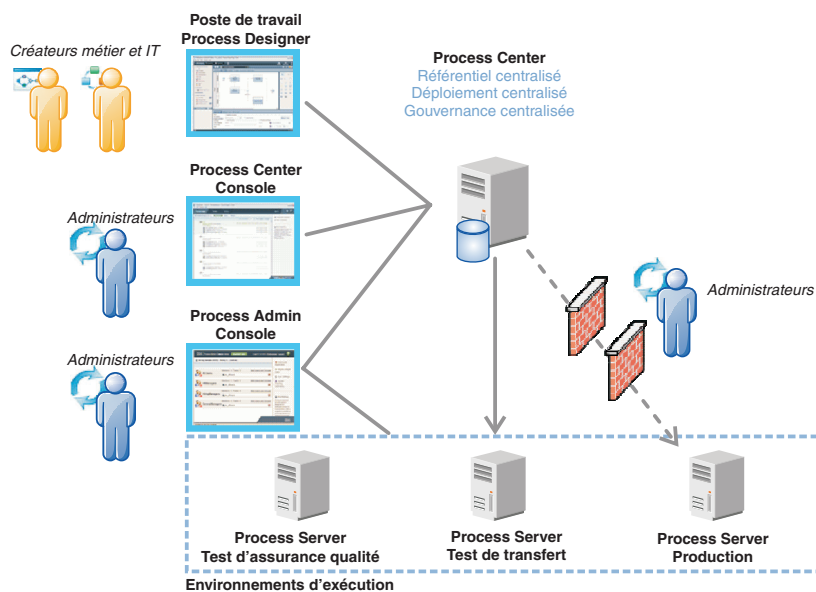 Poste de travail
Process Designer
Créateurs métier et IT
Process Center
Référentiel centralisé
Déploiement centralisé
Gouvernance centralisée
Process Center
Console
Administrateurs
Administrateurs
Process Admin
Console
Administrateurs
Process Server
Test d'assurance qualité
Process Server
Test de transfert
Process Server
Production
Environnements d'exécution